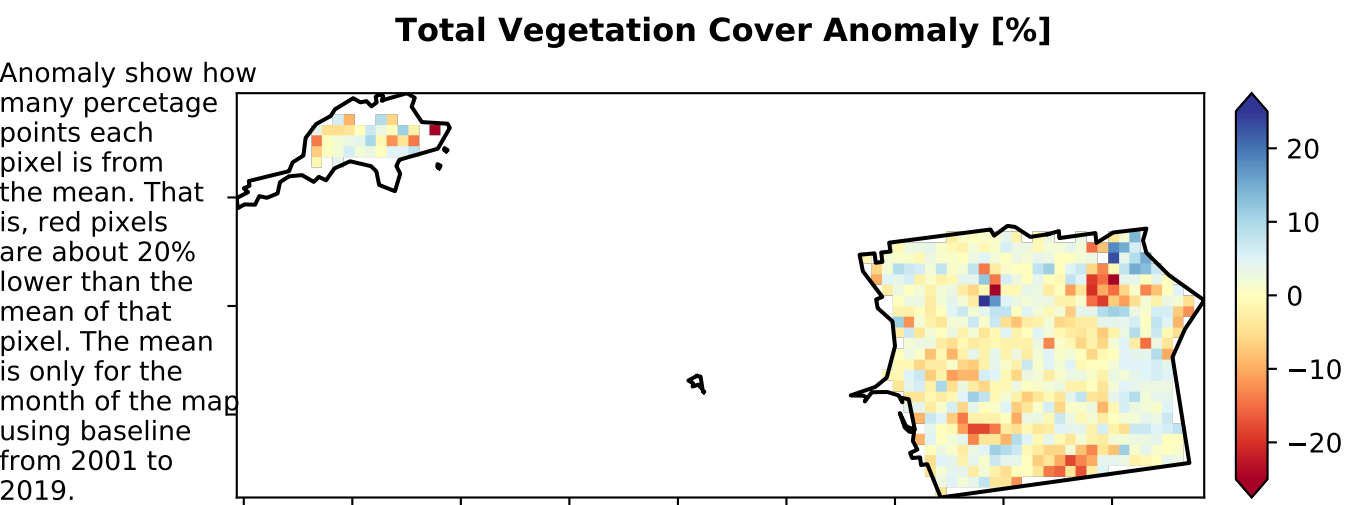 Total Vegetation Cover Anomaly [%]
Anomaly show how
many percetage
points each
pixel is from
the mean. That
is, red pixels
are about 20%
lower than the
mean of that
pixel. The mean
is only for the
month of the map
using baseline
from 2001 to
2019.
20
10
0
−10
−20